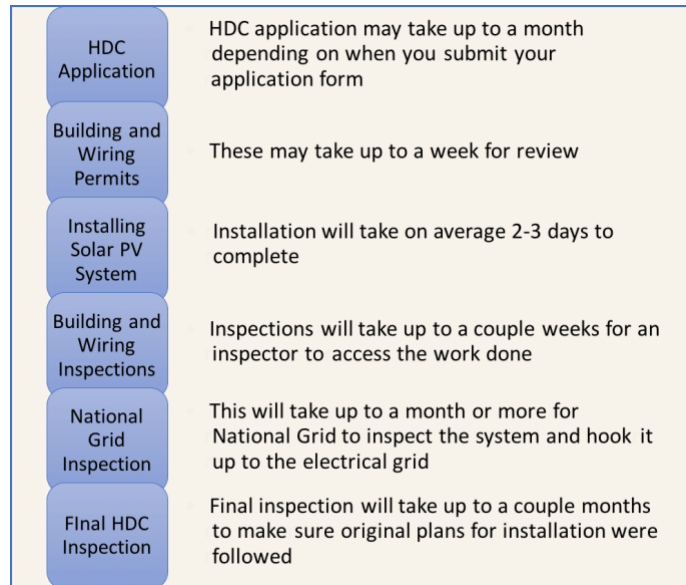 HDC
Application
HDC application may take up to a month
depending on when you submit your
application form
Building and
Wiring
Permits
These may take up to a week for review
Installing
Solar PV
System
Installation will take on average 2-3 days to
complete
Building and
Wiring
Inspections
Inspections will take up to a couple weeks for an
inspector to access the work done
National
Grid
Inspection
This will take up to a month or more for
National Grid to inspect the system and hook it
up to the electrical grid
FInal HDC
Inspection
Final inspection will take up to a couple months
to make sure original plans for installation were
followed